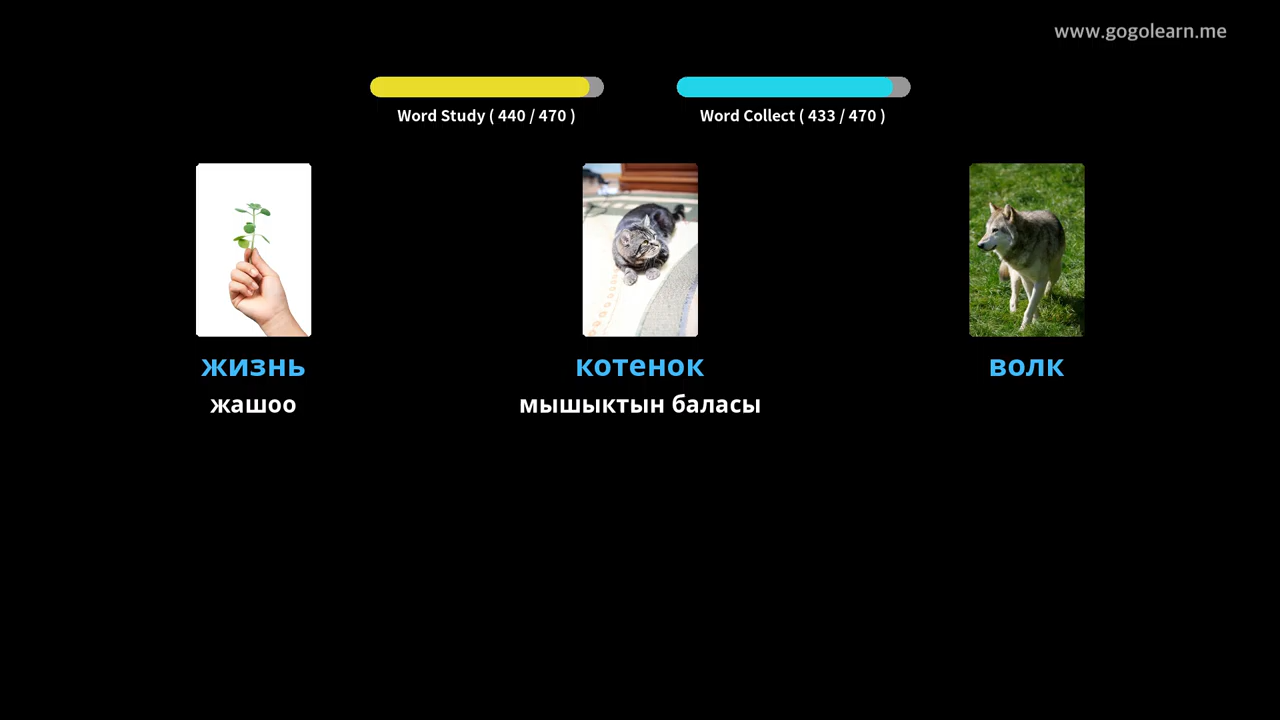 www.gogolearn.me
Word Study ( 440 / 470 )
Word Collect ( 433 / 470 )
жизнь
котенок
волк
жашоо
мышыктын баласы